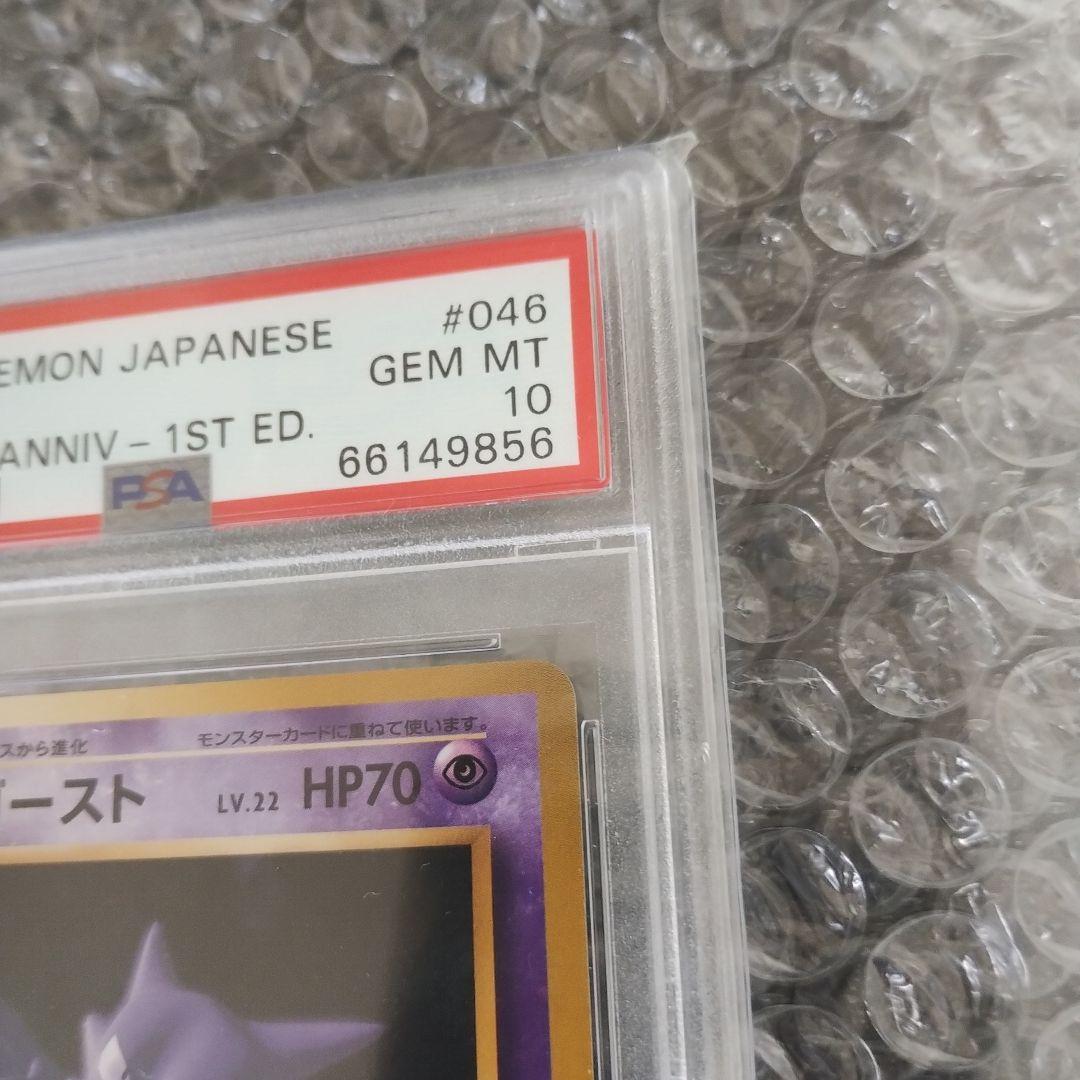 EMON JAPANESE #046
GEM MT
ANNIV - 1ST ED. 10
PSA 66149856
スから進化 モンスターカードに重ねて使います。
ゴースト LV.22 HP70